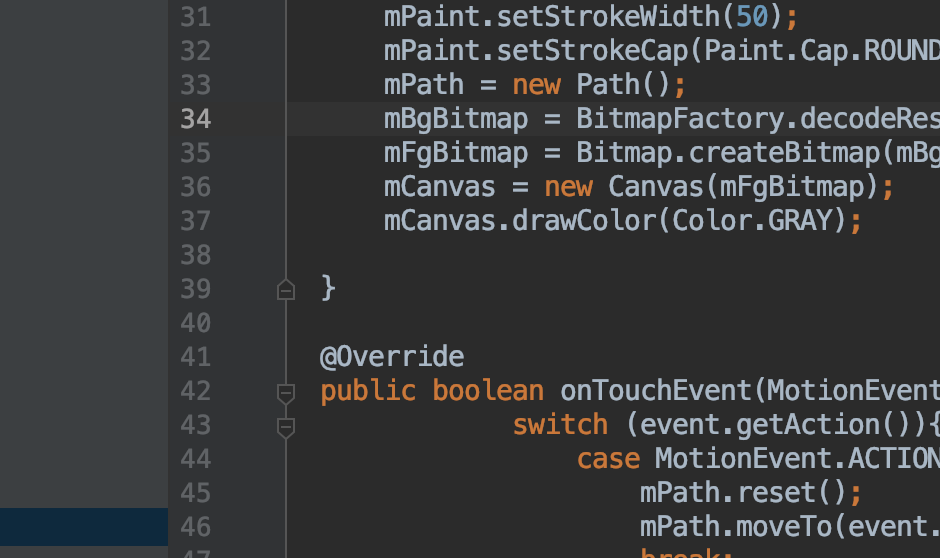 31 mPaint.setStrokeWidth(50);
32 mPaint.setStrokeCap(Paint.Cap.ROUND
33 mPath = new Path();
34 mBgBitmap = BitmapFactory.decodeRes
35 mFgBitmap = Bitmap.createBitmap(mBg
36 mCanvas = new Canvas(mFgBitmap);
37 mCanvas.drawColor(Color.GRAY);
38
39 }
40
41 @Override
42 public boolean onTouchEvent(MotionEvent
43 switch (event.getAction()){
44 case MotionEvent.ACTION
45 mPath.reset();
46 mPath.moveTo(event.
47 break;